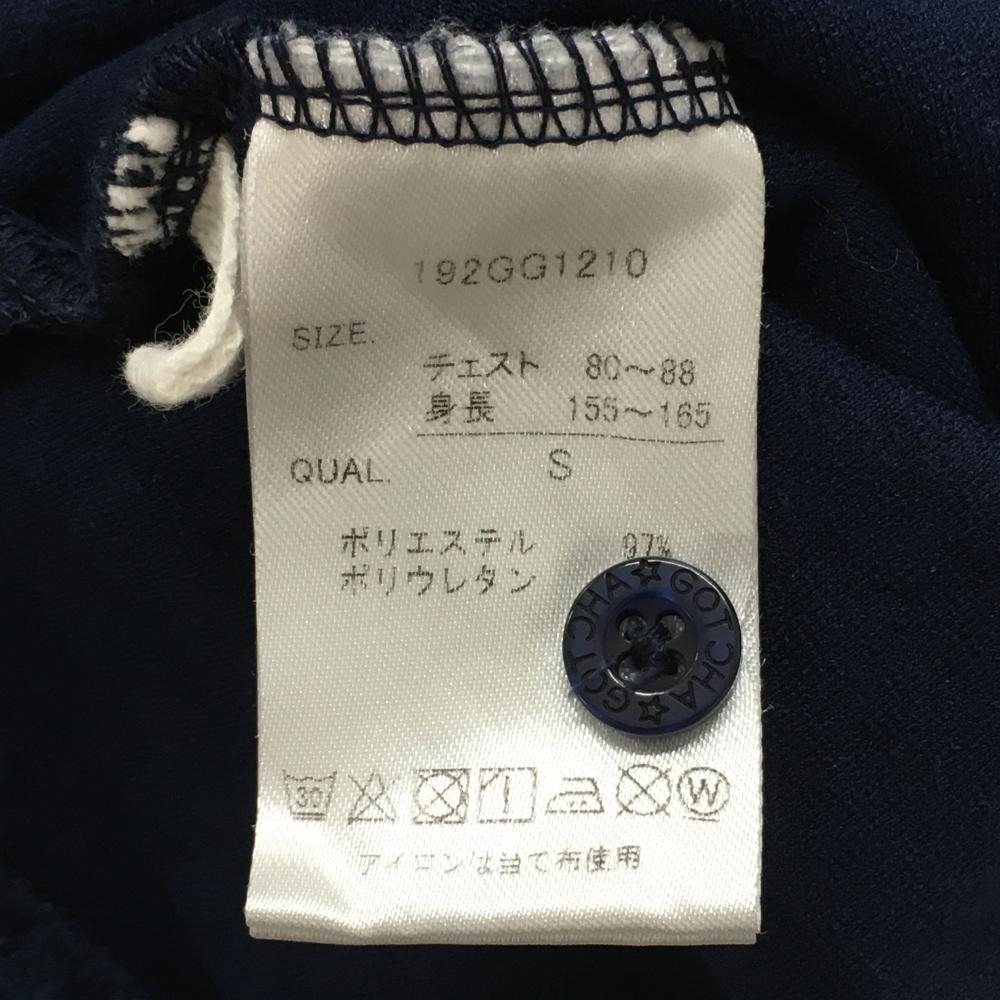 192GG1210
SIZE.
チェスト 80～88
身長 155～165
QUAL. S
ポリエステル 97%
ポリウレタン
GOTCHA☆GOTCHA☆
30
W
アイロンは当て布使用